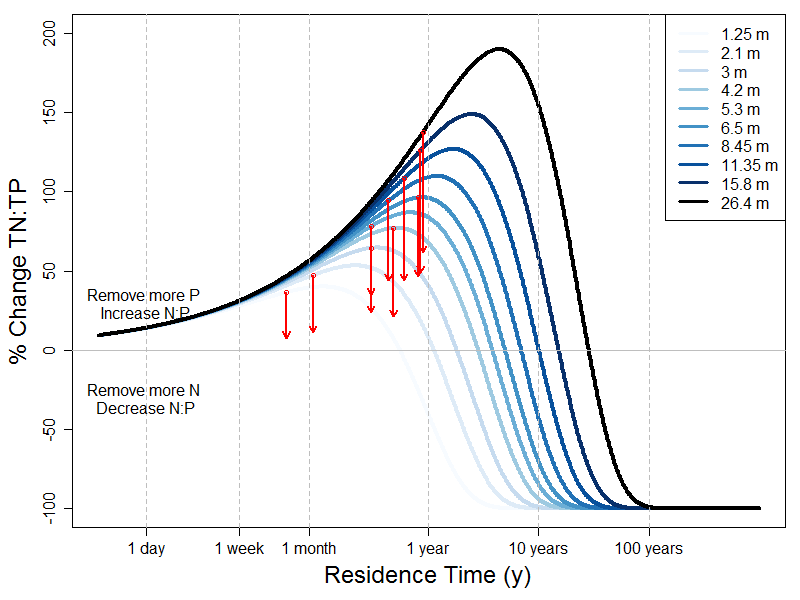 % Change TN:TP
200
150
100
50
0
-50
-100
Remove more P
Increase N:P
Remove more N
Decrease N:P
1.25 m
2.1 m
3 m
4.2 m
5.3 m
6.5 m
8.45 m
11.35 m
15.8 m
26.4 m
1 day
1 week
1 month
1 year
10 years
100 years
Residence Time (y)